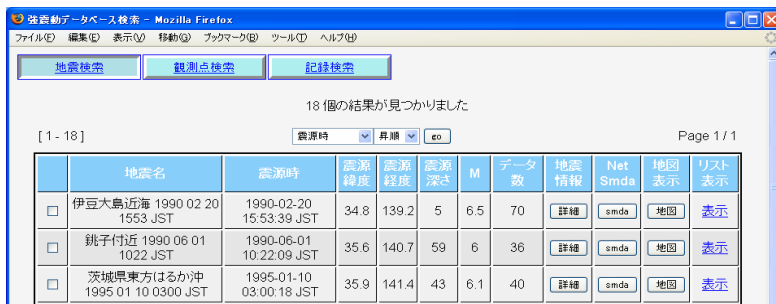 強震動データベース検索 - Mozilla Firefox
ファイル(F) 編集(E) 表示(V) 移動(G) ブックマーク(B) ツール(T) ヘルプ(H)
地震検索 観測点検索 記録検索
18 個の結果が見つかりました
[ 1 - 18 ] 震源時 昇順 go Page 1 / 1
地震名 震源時 震源緯度 震源経度 震源深さ M データ数 地震情報 Net Smda 地図表示 リスト表示
伊豆大島近海 1990 02 20 1553 JST 1990-02-20 15:53:39 JST 34.8 139.2 5 6.5 70 詳細 smda 地図 表示
銚子付近 1990 06 01 1022 JST 1990-06-01 10:22:09 JST 35.6 140.7 59 6 36 詳細 smda 地図 表示
茨城県東方はるか沖 1995 01 10 0300 JST 1995-01-10 03:00:18 JST 35.9 141.4 43 6.1 40 詳細 smda 地図 表示